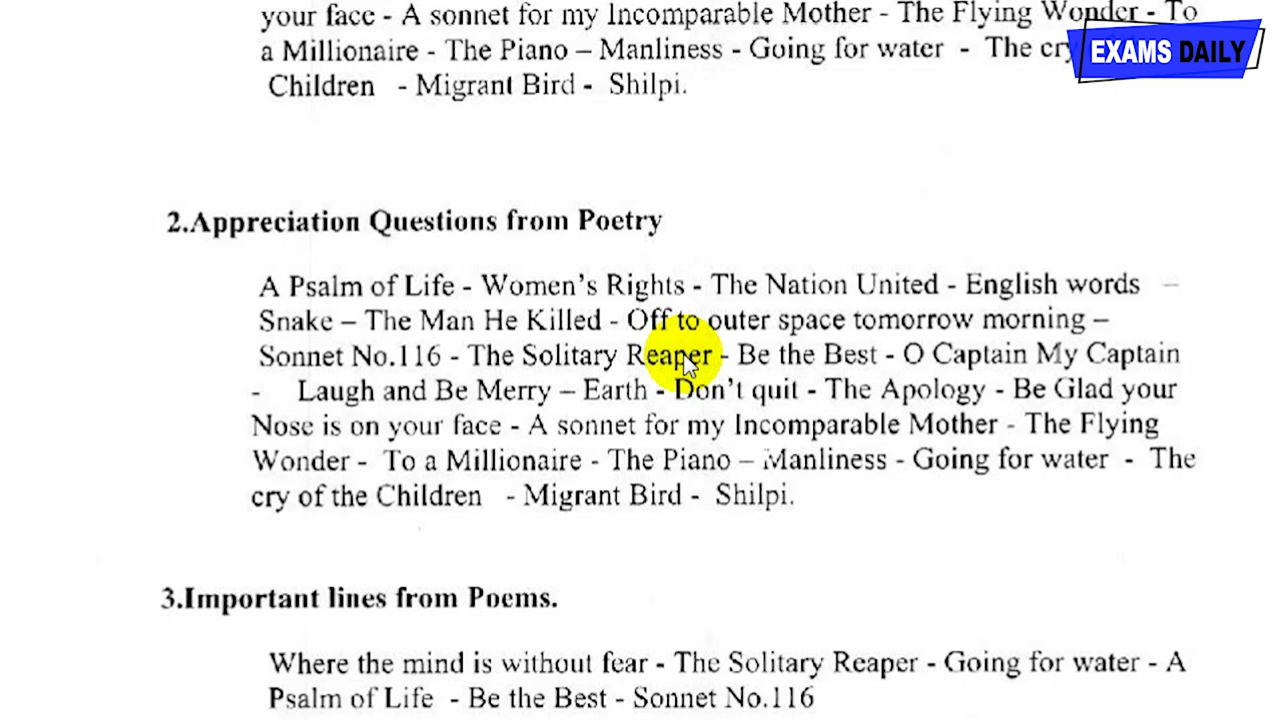 your face - A sonnet for my Incomparable Mother - The Flying Wonder - To
EXAMS DAILY
a Millionaire - The Piano – Manliness - Going for water - The cry
Children - Migrant Bird - Shilpi.
2.Appreciation Questions from Poetry
A Psalm of Life - Women's Rights - The Nation United - English words –
Snake – The Man He Killed - Off to outer space tomorrow morning –
Sonnet No.116 - The Solitary Reaper - Be the Best - O Captain My Captain
- Laugh and Be Merry – Earth - Don't quit - The Apology - Be Glad your
Nose is on your face - A sonnet for my Incomparable Mother - The Flying
Wonder - To a Millionaire - The Piano – Manliness - Going for water - The
cry of the Children - Migrant Bird - Shilpi.
3.Important lines from Poems.
Where the mind is without fear - The Solitary Reaper - Going for water - A
Psalm of Life - Be the Best - Sonnet No.116